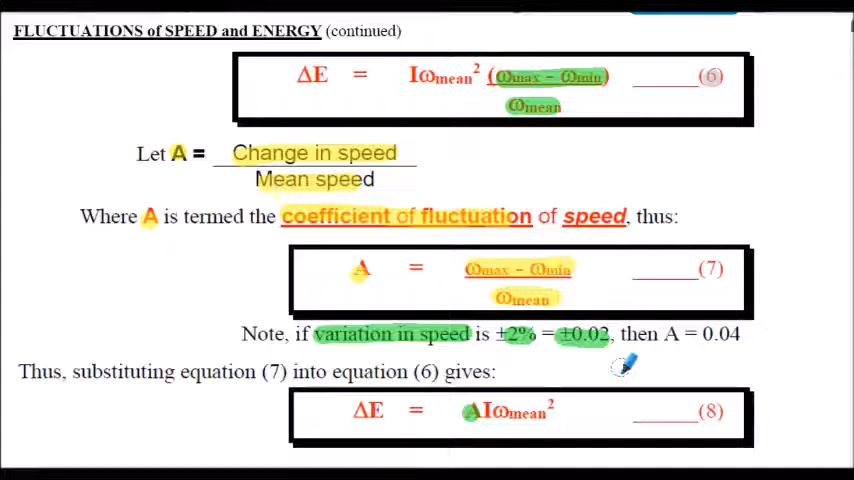 FLUCTUATIONS of SPEED and ENERGY (continued)
ΔE = Iωmean² (ωmax – ωmin) ______(6)
ωmean
Let A = Change in speed
Mean speed
Where A is termed the coefficient of fluctuation of speed, thus:
A = ωmax – ωmin ______(7)
ωmean
Note, if variation in speed is ±2% = ±0.02, then A = 0.04
Thus, substituting equation (7) into equation (6) gives:
ΔE = AIωmean² ______(8)